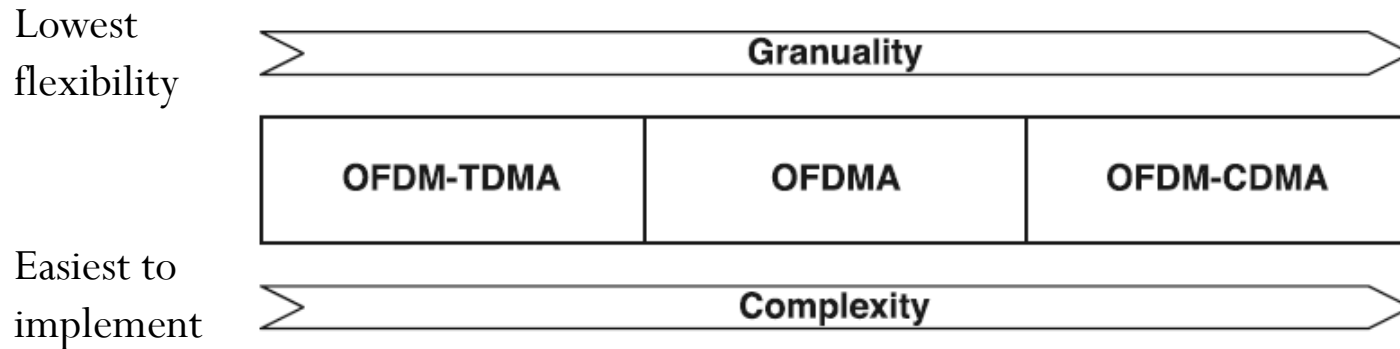 Lowest
flexibility
Granuality
OFDM-TDMA OFDMA OFDM-CDMA
Easiest to
implement
Complexity